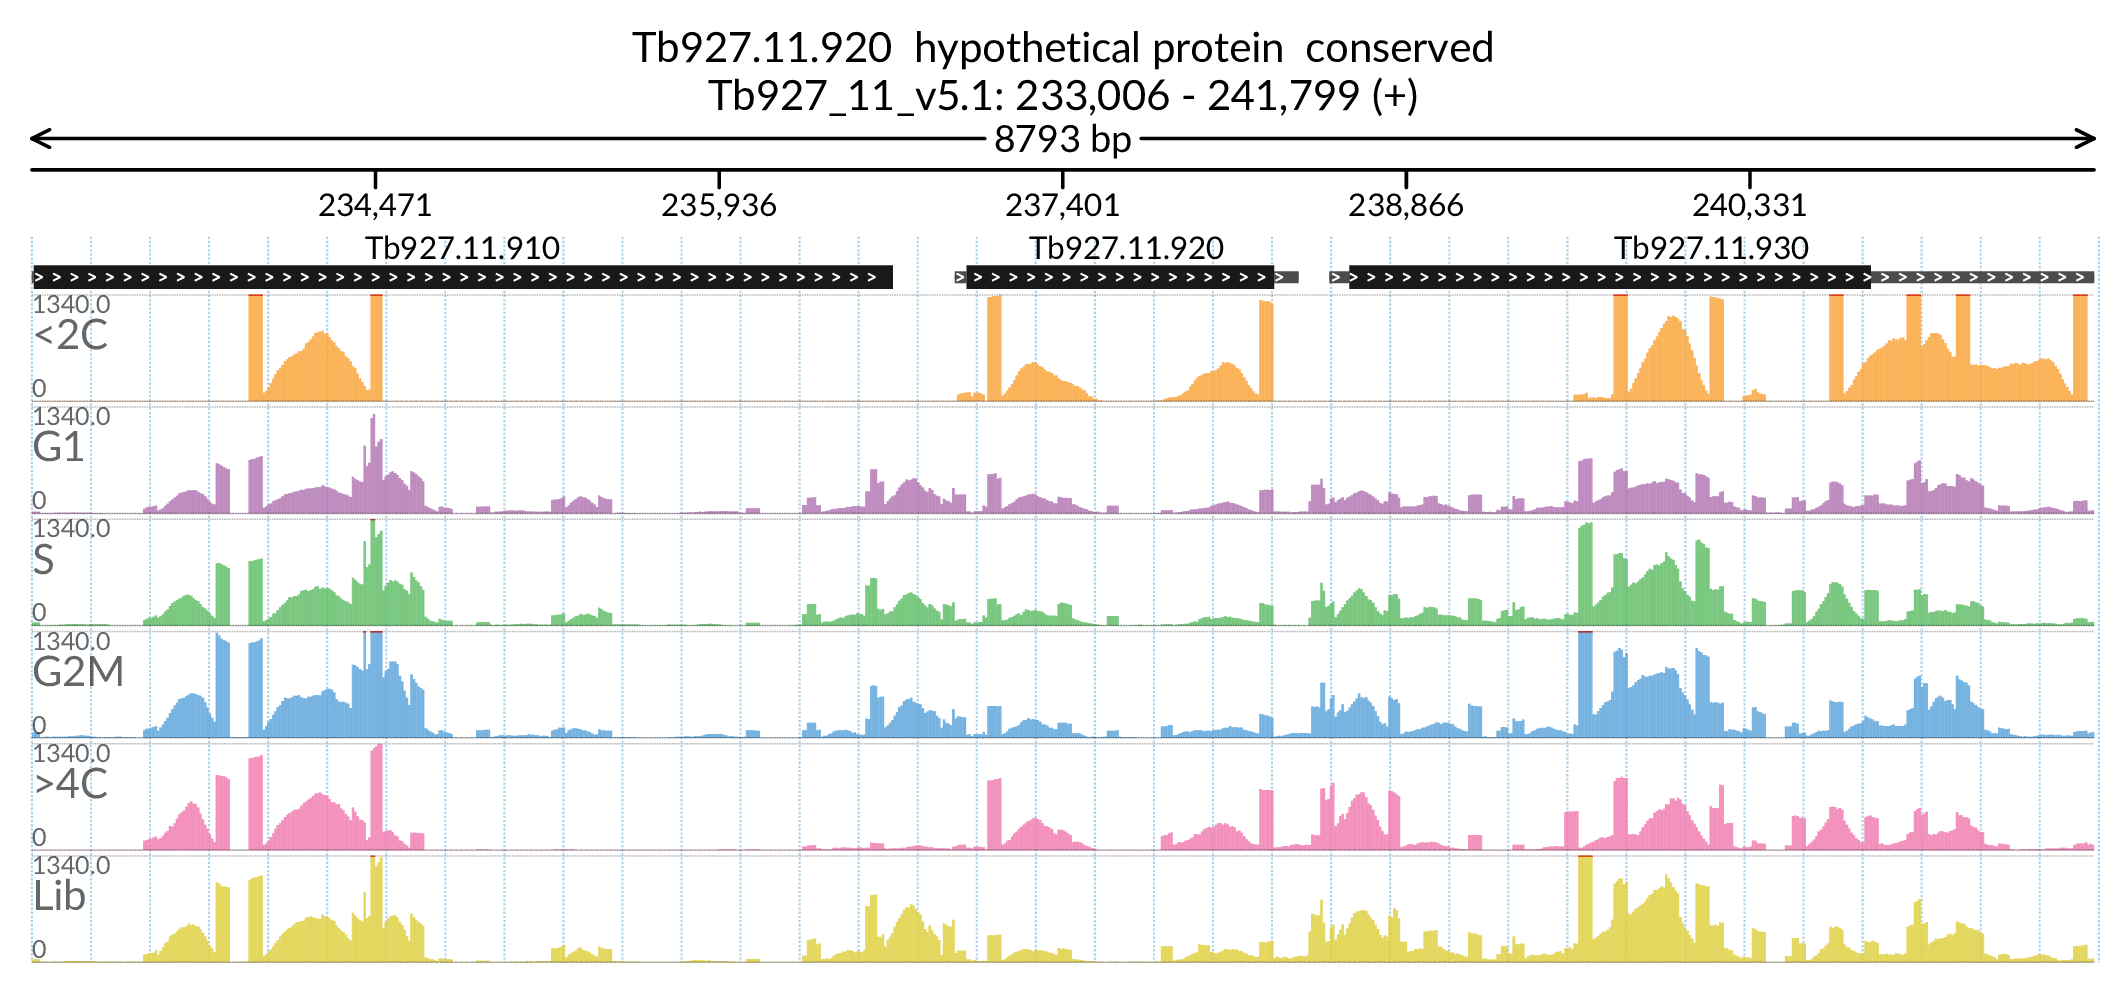 Tb927.11.920  hypothetical protein  conserved
Tb927_11_v5.1: 233,006 - 241,799 (+)
8793 bp
234,471 235,936 237,401 238,866 240,331
Tb927.11.910 Tb927.11.920 Tb927.11.930
1340.0
<2C
0
1340.0
G1
0
1340.0
S
0
1340.0
G2M
0
1340.0
>4C
0
1340.0
Lib
0